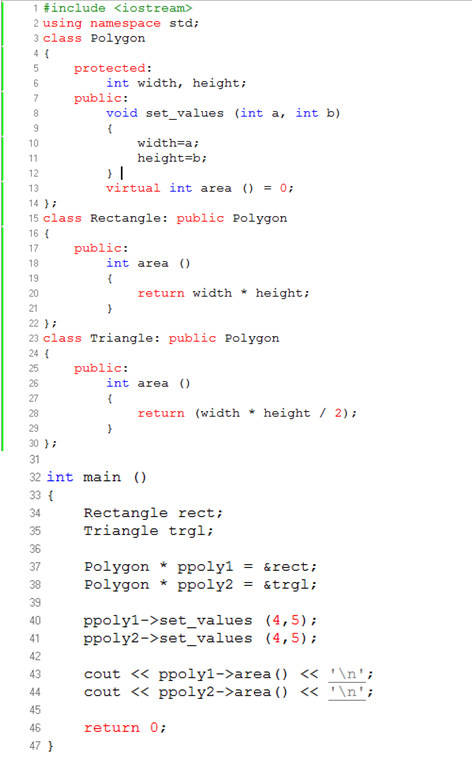 1 #include <iostream>
2 using namespace std;
3 class Polygon
4 {
5     protected:
6         int width, height;
7     public:
8         void set_values (int a, int b)
9         {
10             width=a;
11             height=b;
12         }
13         virtual int area () = 0;
14 };
15 class Rectangle: public Polygon
16 {
17     public:
18         int area ()
19         {
20             return width * height;
21         }
22 };
23 class Triangle: public Polygon
24 {
25     public:
26         int area ()
27         {
28             return (width * height / 2);
29         }
30 };
31
32 int main ()
33 {
34     Rectangle rect;
35     Triangle trgl;
36
37     Polygon * ppoly1 = &rect;
38     Polygon * ppoly2 = &trgl;
39
40     ppoly1->set_values (4,5);
41     ppoly2->set_values (4,5);
42
43     cout << ppoly1->area() << '\n';
44     cout << ppoly2->area() << '\n';
45
46     return 0;
47 }